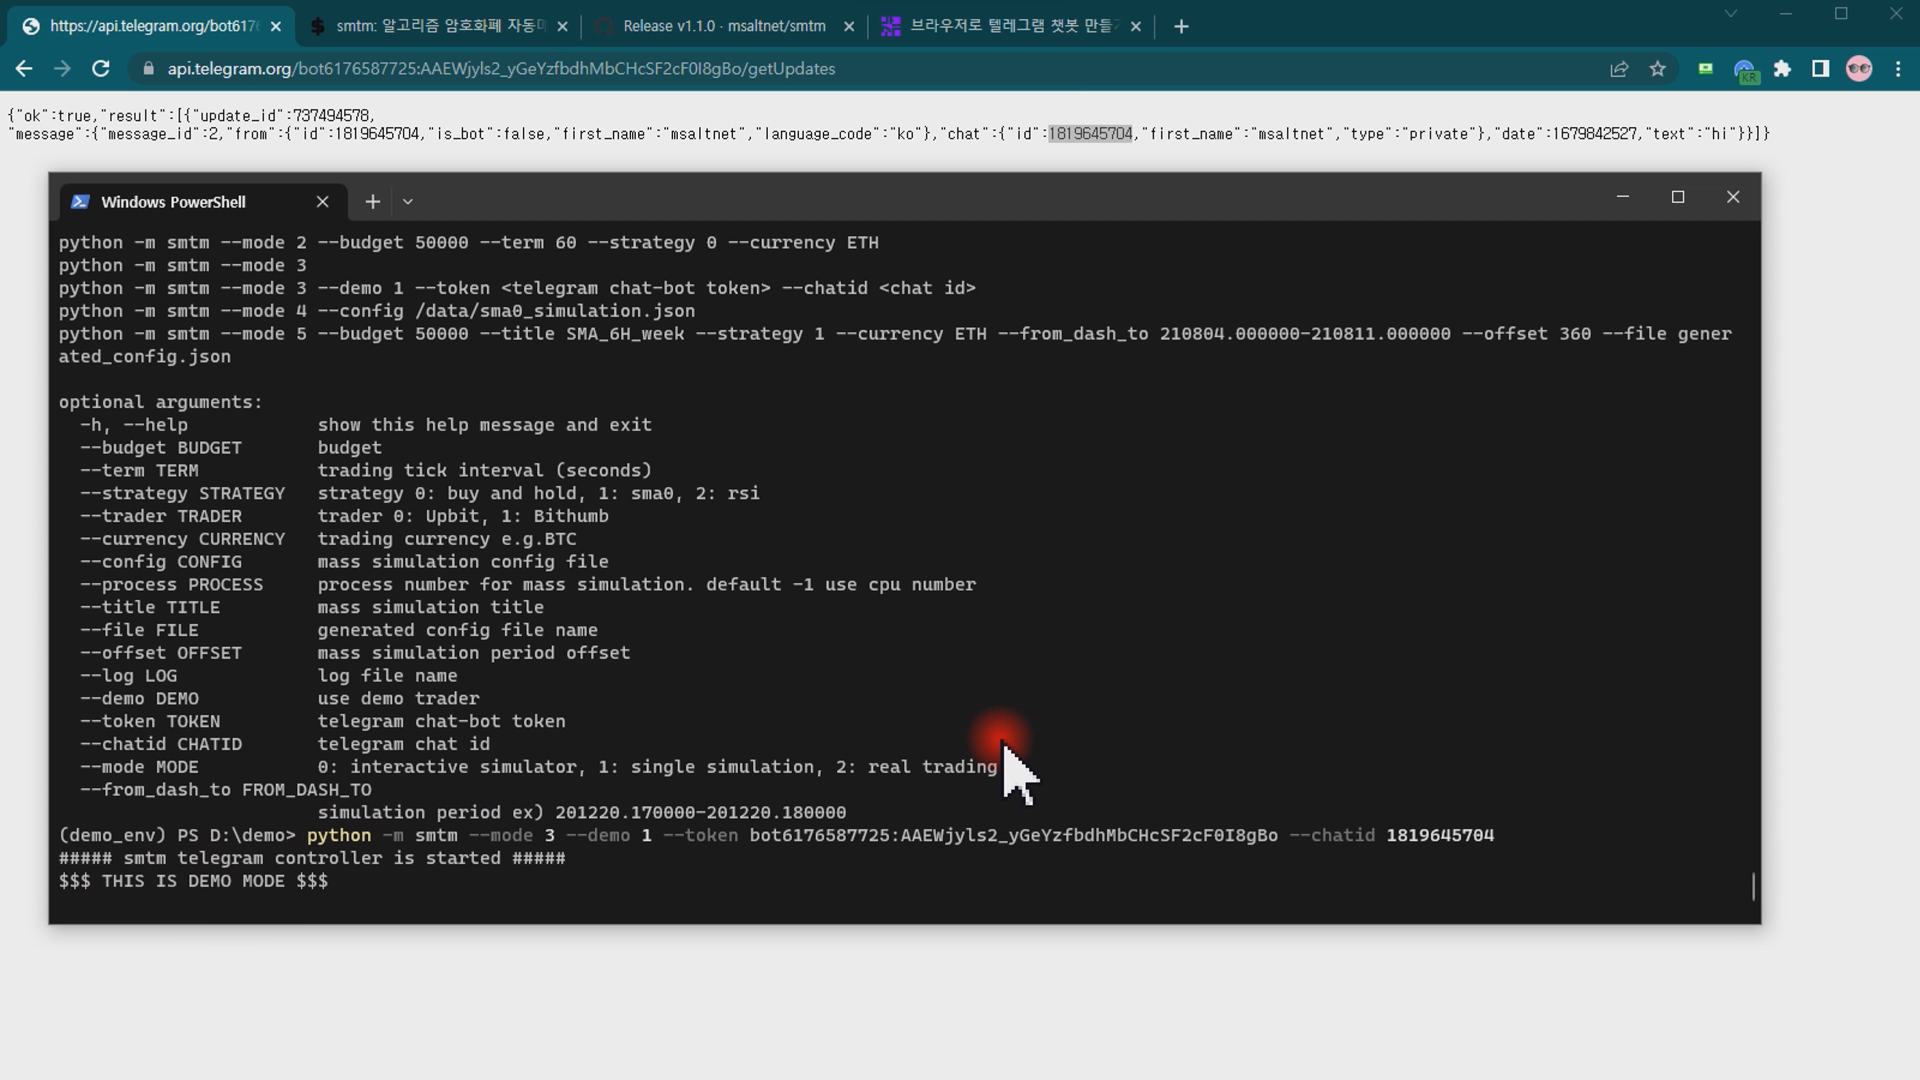 https://api.telegram.org/bot6176
smtm: 알고리즘 암호화폐 자동
Release v1.1.0 · msaltnet/smtm
브라우저로 텔레그램 챗봇 만들기
api.telegram.org/bot6176587725:AAEWjyls2_yGeYzfbdhMbCHcSF2cF0I8gBo/getUpdates
KR
{"ok":true,"result":[{"update_id":737494578,
"message":{"message_id":2,"from":{"id":1819645704,"is_bot":false,"first_name":"msaltnet","language_code":"ko"},"chat":{"id":1819645704,"first_name":"msaltnet","type":"private"},"date":1679842527,"text":"hi"}}]}
Windows PowerShell
python -m smtm --mode 2 --budget 50000 --term 60 --strategy 0 --currency ETH
python -m smtm --mode 3
python -m smtm --mode 3 --demo 1 --token <telegram chat-bot token> --chatid <chat id>
python -m smtm --mode 4 --config /data/sma0_simulation.json
python -m smtm --mode 5 --budget 50000 --title SMA_6H_week --strategy 1 --currency ETH --from_dash_to 210804.000000-210811.000000 --offset 360 --file gener
ated_config.json
optional arguments:
-h, --help show this help message and exit
--budget BUDGET budget
--term TERM trading tick interval (seconds)
--strategy STRATEGY strategy 0: buy and hold, 1: sma0, 2: rsi
--trader TRADER trader 0: Upbit, 1: Bithumb
--currency CURRENCY trading currency e.g.BTC
--config CONFIG mass simulation config file
--process PROCESS process number for mass simulation. default -1 use cpu number
--title TITLE mass simulation title
--file FILE generated config file name
--offset OFFSET mass simulation period offset
--log LOG log file name
--demo DEMO use demo trader
--token TOKEN telegram chat-bot token
--chatid CHATID telegram chat id
--mode MODE 0: interactive simulator, 1: single simulation, 2: real trading
--from_dash_to FROM_DASH_TO
simulation period ex) 201220.170000-201220.180000
(demo_env) PS D:\demo> python -m smtm --mode 3 --demo 1 --token bot6176587725:AAEWjyls2_yGeYzfbdhMbCHcSF2cF0I8gBo --chatid 1819645704
##### smtm telegram controller is started #####
$$$ THIS IS DEMO MODE $$$